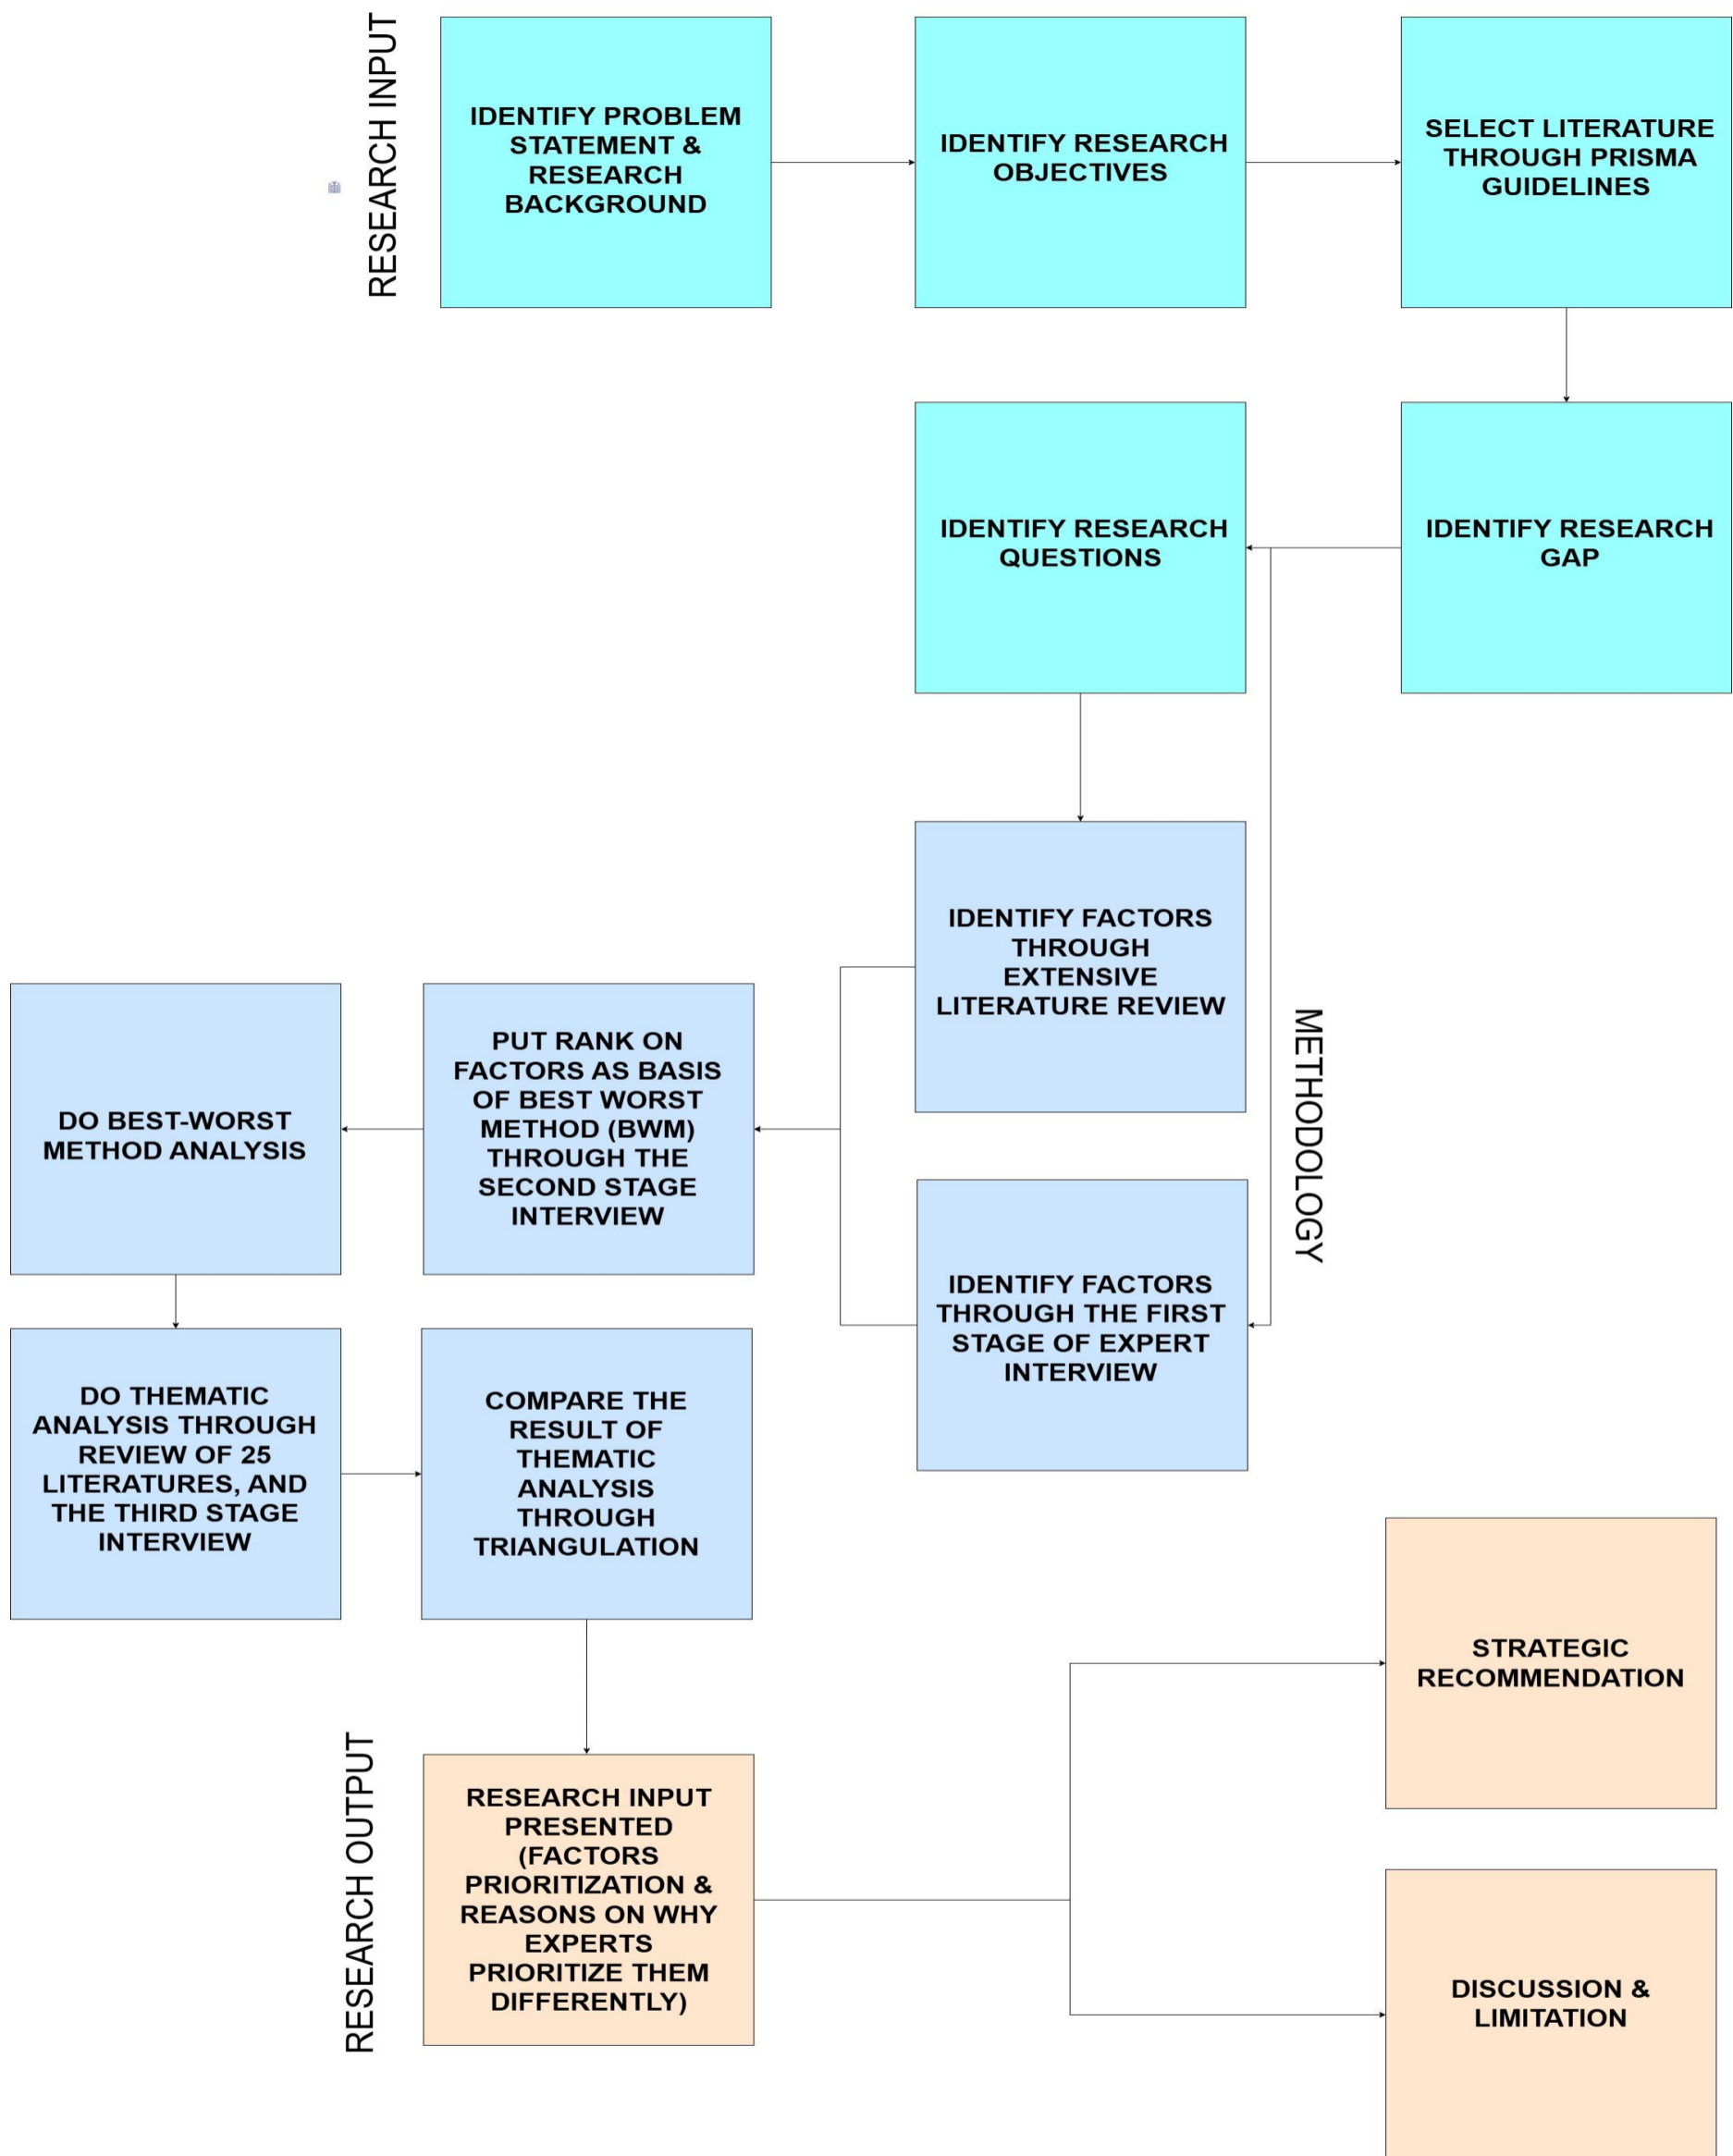 RESEARCH INPUT
IDENTIFY PROBLEM
STATEMENT &
RESEARCH
BACKGROUND
IDENTIFY RESEARCH
OBJECTIVES
SELECT LITERATURE
THROUGH PRISMA
GUIDELINES
IDENTIFY RESEARCH
GAP
IDENTIFY RESEARCH
QUESTIONS
METHODOLOGY
IDENTIFY FACTORS
THROUGH
EXTENSIVE
LITERATURE REVIEW
IDENTIFY FACTORS
THROUGH THE FIRST
STAGE OF EXPERT
INTERVIEW
PUT RANK ON
FACTORS AS BASIS
OF BEST WORST
METHOD (BWM)
THROUGH THE
SECOND STAGE
INTERVIEW
DO BEST-WORST
METHOD ANALYSIS
DO THEMATIC
ANALYSIS THROUGH
REVIEW OF 25
LITERATURES, AND
THE THIRD STAGE
INTERVIEW
COMPARE THE
RESULT OF
THEMATIC
ANALYSIS
THROUGH
TRIANGULATION
RESEARCH OUTPUT
RESEARCH INPUT
PRESENTED
(FACTORS
PRIORITIZATION &
REASONS ON WHY
EXPERTS
PRIORITIZE THEM
DIFFERENTLY)
STRATEGIC
RECOMMENDATION
DISCUSSION &
LIMITATION